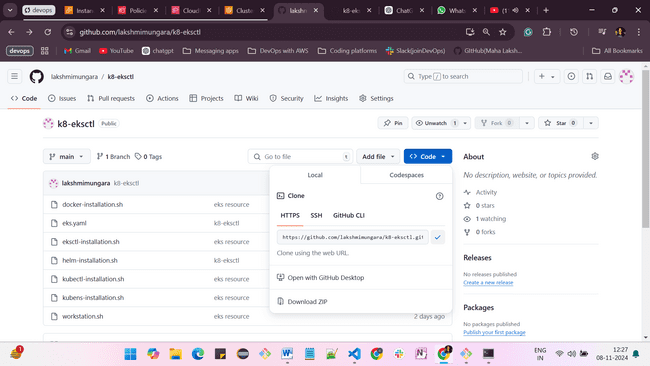 devops
Instan
Policie
Cloud
Cluste
lakshm
k8-eks
ChatG
Whats
(1
github.com/lakshmimungara/k8-eksctl
devops
Gmail
YouTube
chatgpt
Messaging apps
DevOps with AWS
Coding platforms
Slack(joinDevOps)
GitHub(Maha Laksh...
All Bookmarks
lakshmimungara / k8-eksctl
Type / to search
Code
Issues
Pull requests
Actions
Projects
Wiki
Security
Insights
Settings
k8-eksctl Public
Pin
Unwatch 1
Fork 0
Star 0
main
1 Branch
0 Tags
Go to file
t
Add file
Code
About
No description, website, or topics provided.
Activity
0 stars
1 watching
0 forks
Releases
No releases published
Create a new release
Packages
No packages published
Publish your first package
lakshmimungara k8-eksctl
docker-installation.sh eks resource
eks.yaml k8-eksctl
eksctl-installation.sh eks resource
helm-installation.sh k8-eksctl
kubectl-installation.sh eks resource
kubens-installation.sh eks resource
workstation.sh eks resource 2 days ago
Local
Codespaces
Clone
HTTPS
SSH
GitHub CLI
https://github.com/lakshmimungara/k8-eksctl.git
Clone using the web URL.
Open with GitHub Desktop
Download ZIP
1
ENG
IN
12:27
08-11-2024